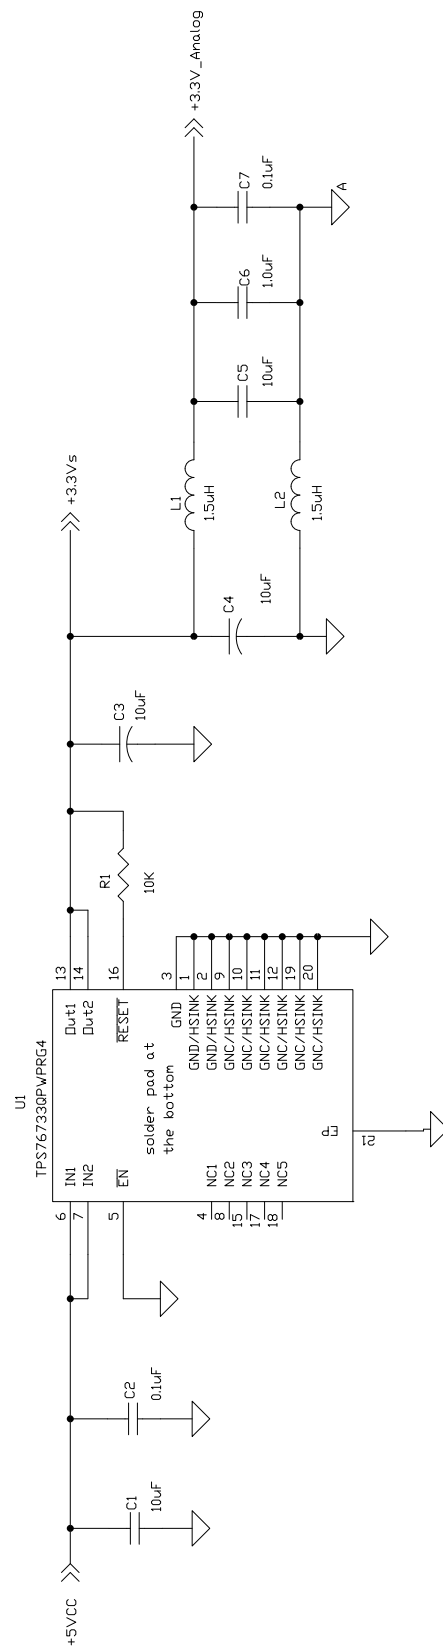 +5VCC
C1
10uF
C2
0.1uF
U1
TPS76733QPWPRG4
6
IN1
7
IN2
5
EN
4
NC1
8
NC2
15
NC3
17
NC4
18
NC5
solder pad at
the bottom
Out1
13
Out2
14
RESET
16
GND
3
GND/HSINK
1
GND/HSINK
2
GNC/HSINK
9
GNC/HSINK
10
GNC/HSINK
11
GNC/HSINK
12
GNC/HSINK
19
GNC/HSINK
20
EP
21
R1
10K
C3
10uF
+3.3Vs
C4
10uF
L1
1.5uH
L2
1.5uH
C5
10uF
C6
1.0uF
C7
0.1uF
A
+3.3V_Analog